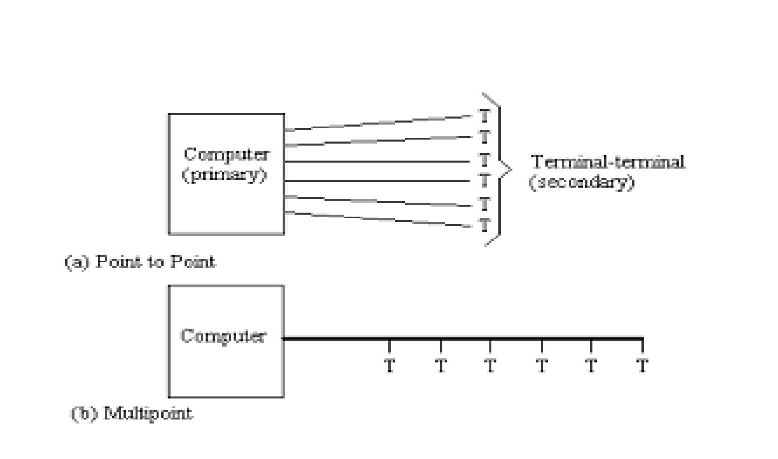 Computer
(primary)
T
T
T
T
T
T
Terminal-terminal
(secondary)
(a) Point to Point
Computer
T T T T T T
(b) Multipoint